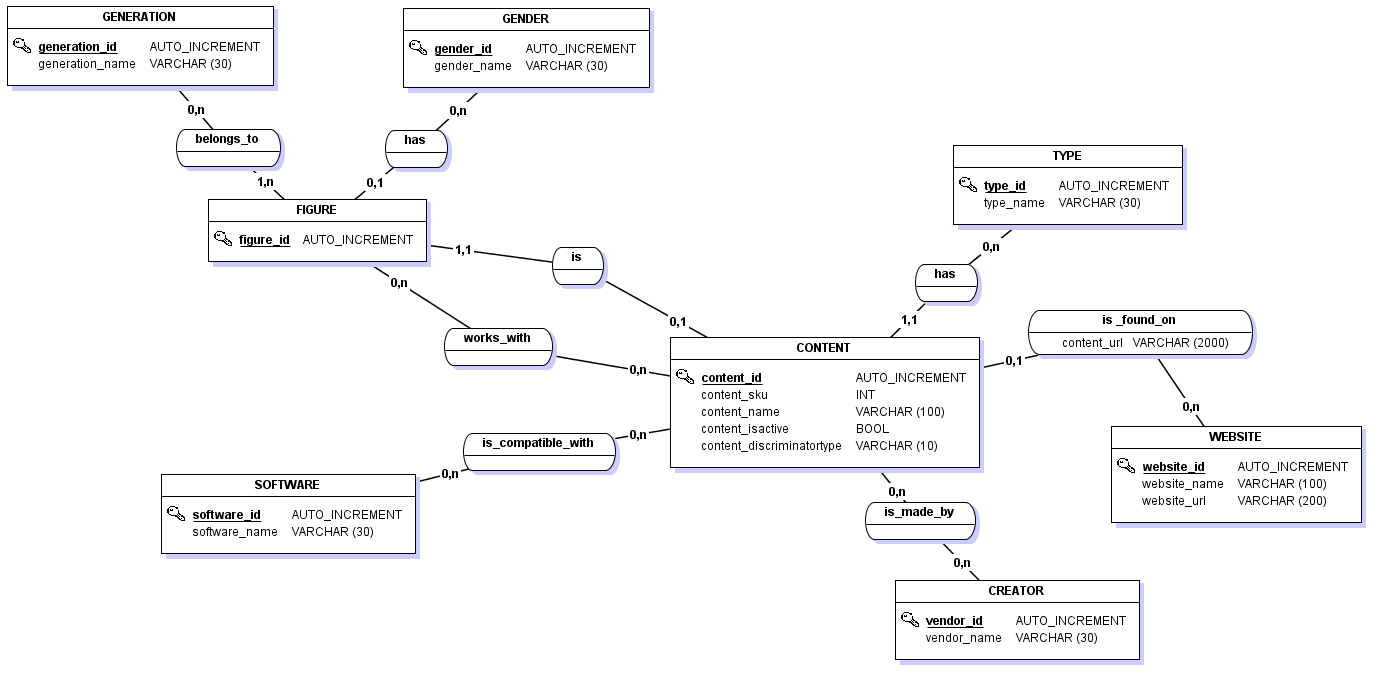 GENERATION
generation_id AUTO_INCREMENT
generation_name VARCHAR (30)
GENDER
gender_id AUTO_INCREMENT
gender_name VARCHAR (30)
0,n
belongs_to
1,n
0,n
has
0,1
TYPE
type_id AUTO_INCREMENT
type_name VARCHAR (30)
FIGURE
figure_id AUTO_INCREMENT
1,1
is
0,1
0,n
has
1,1
0,n
works_with
0,n
is _found_on
content_url VARCHAR (2000)
0,1
0,n
CONTENT
content_id AUTO_INCREMENT
content_sku INT
content_name VARCHAR (100)
content_isactive BOOL
content_discriminatortype VARCHAR (10)
0,n
is_compatible_with
0,n
WEBSITE
website_id AUTO_INCREMENT
website_name VARCHAR (100)
website_url VARCHAR (200)
SOFTWARE
software_id AUTO_INCREMENT
software_name VARCHAR (30)
0,n
is_made_by
0,n
CREATOR
vendor_id AUTO_INCREMENT
vendor_name VARCHAR (30)